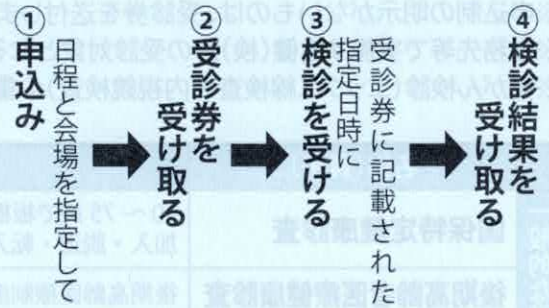 日程と会場を指定して
①申込み
②受診券を
受け取る
受診券に記載された
指定日時に
③検診を受ける
④検診結果を
受け取る